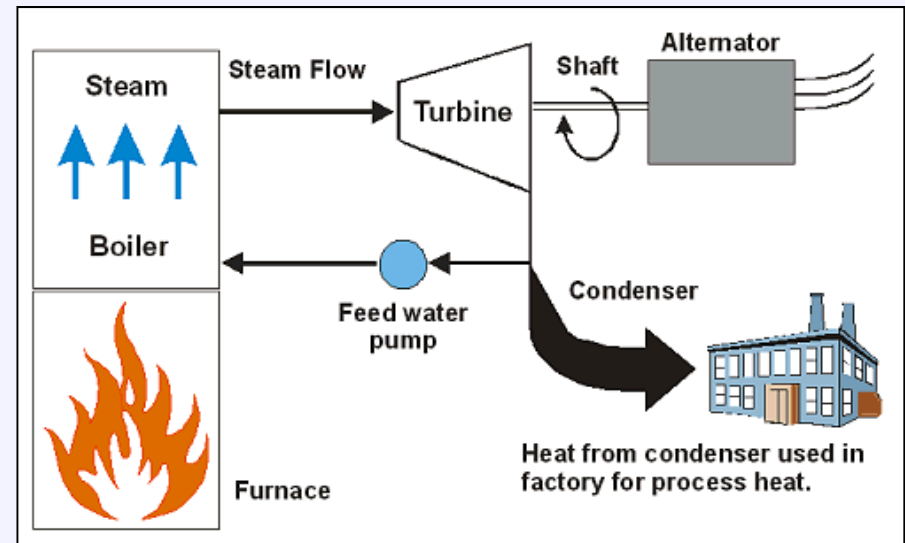 Steam
Steam Flow
Turbine
Shaft
Alternator
Boiler
Feed water
pump
Condenser
Furnace
Heat from condenser used in
factory for process heat.